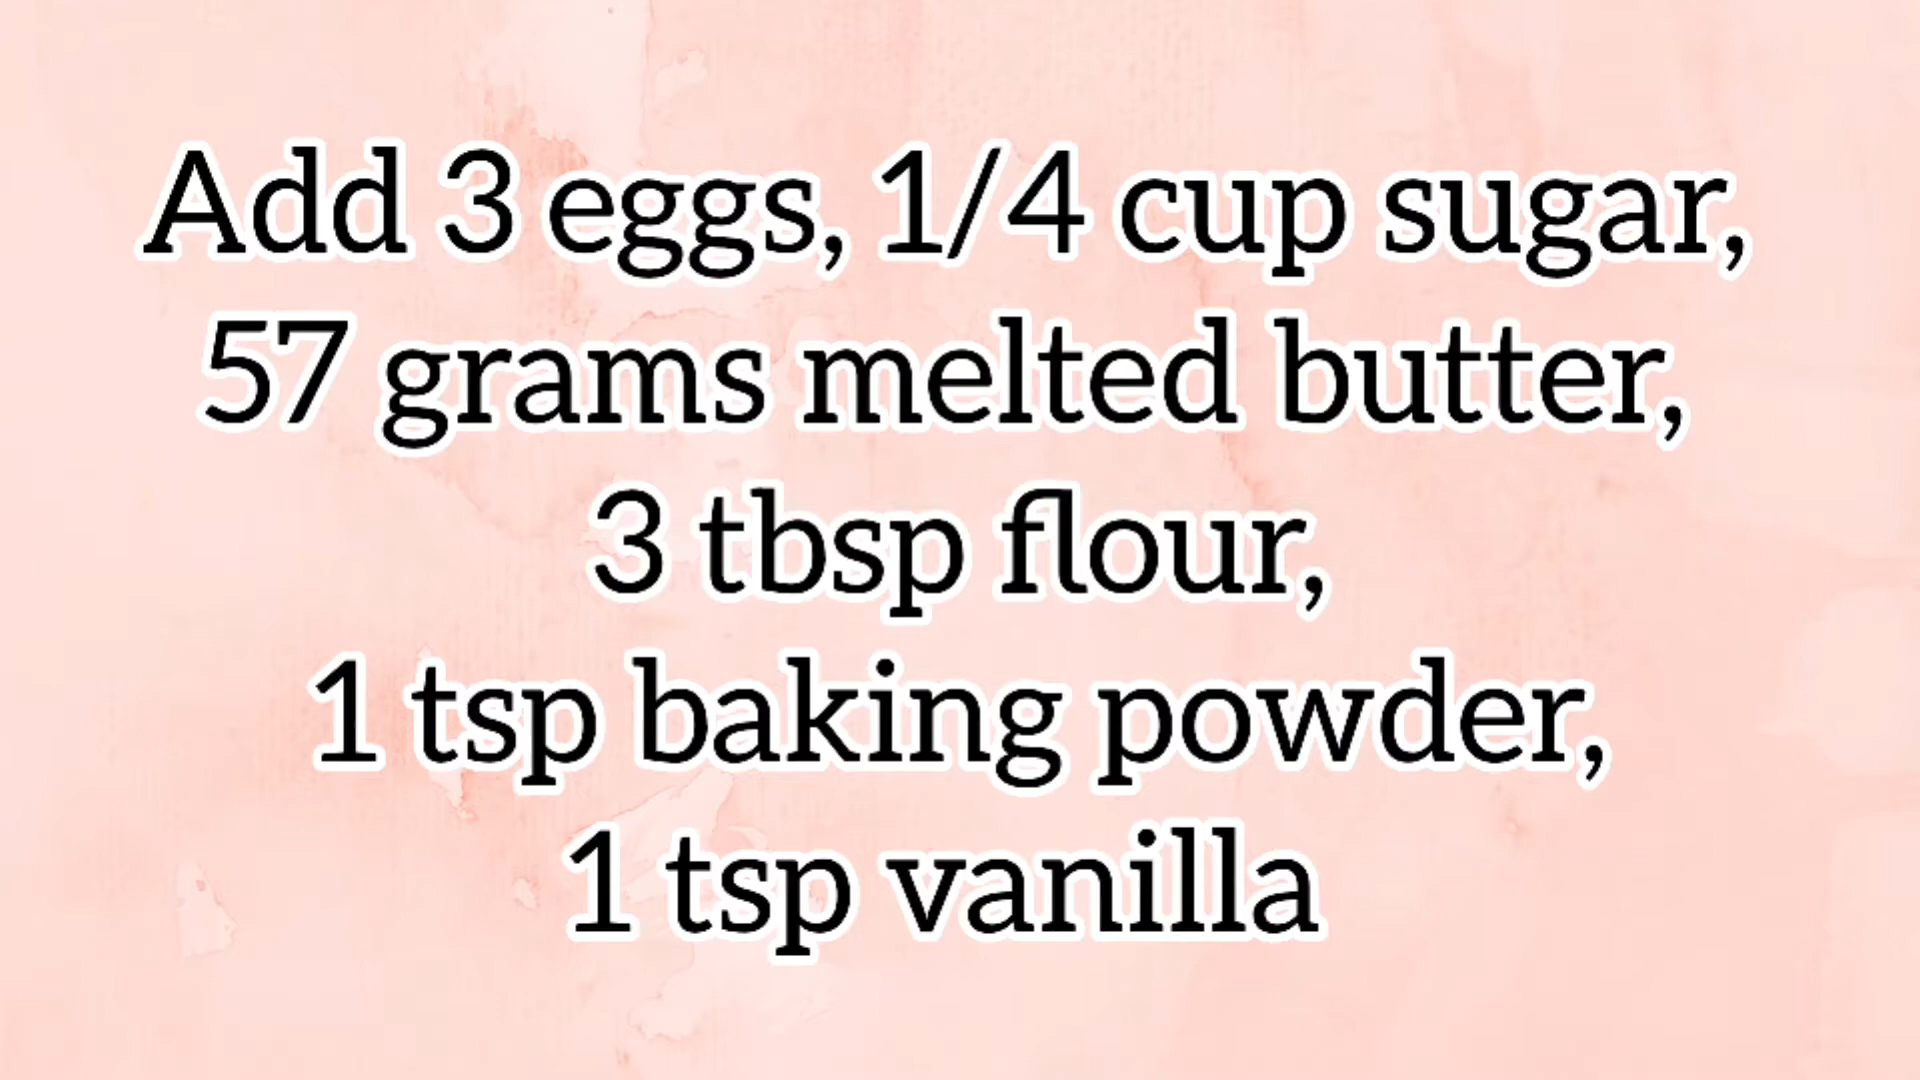 Add 3 eggs, 1/4 cup sugar,
57 grams melted butter,
3 tbsp flour,
1 tsp baking powder,
1 tsp vanilla